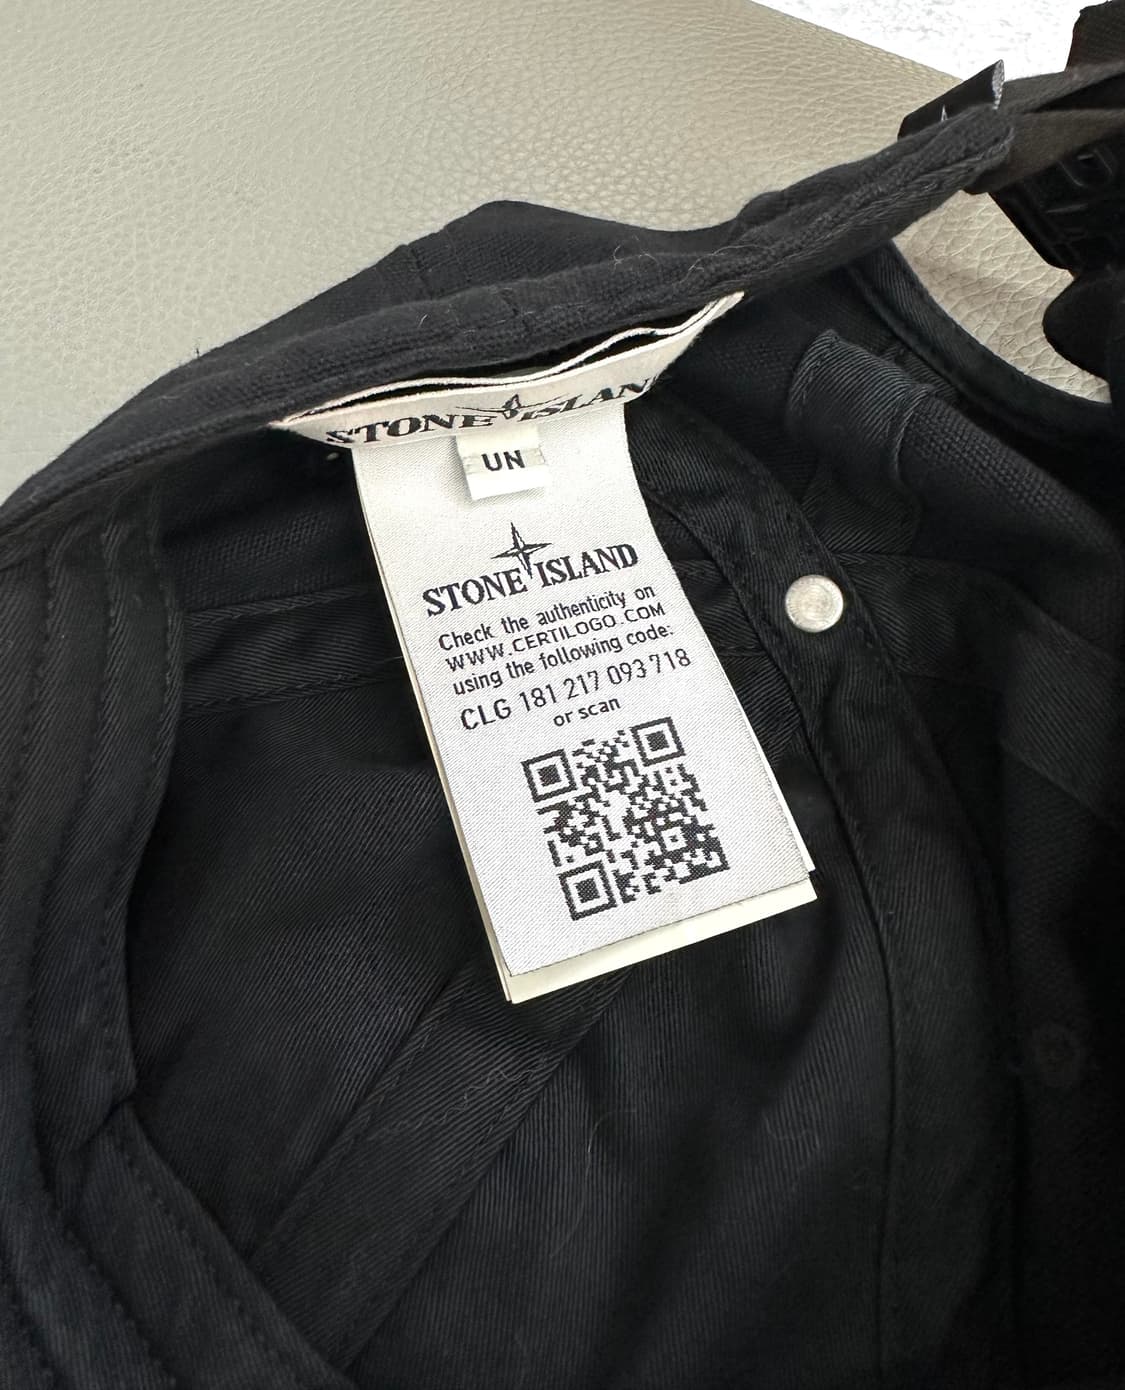 STONE ISLAND
UN
STONE ISLAND
Check the authenticity on
WWW.CERTILOGO.COM
using the following code:
CLG 181 217 093 718
or scan